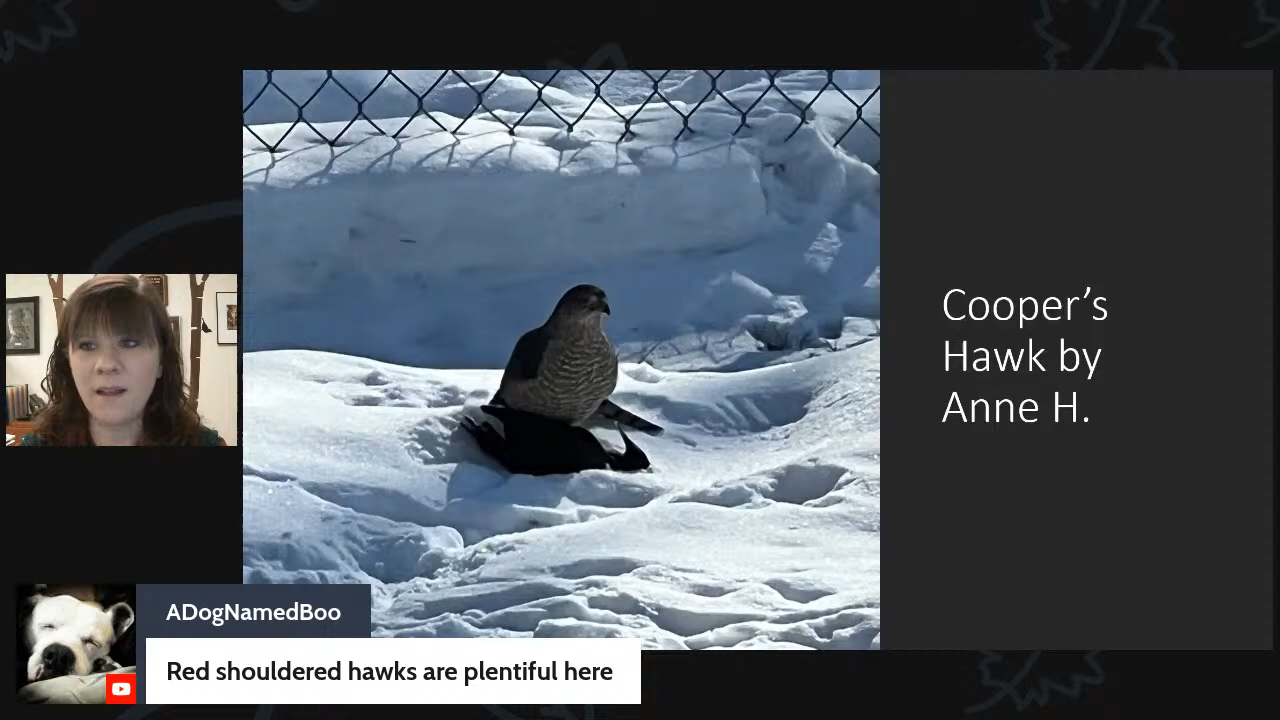 Cooper’s
Hawk by
Anne H.
ADogNamedBoo
Red shouldered hawks are plentiful here